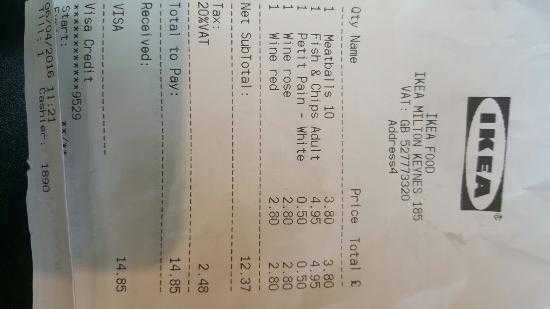 IKEA®
IKEA FOOD
IKEA MILTON KEYNES 185
VAT: GB 527773320
Address4
Qty Name Price Total £
1 Meatballs 10 3.80 3.80
1 Fish & Chips Adult 4.95 4.95
1 Petit Pain - White 0.50 0.50
1 Wine rose 2.80 2.80
1 Wine red 2.80 2.80
Net SubTotal: 12.37
Tax:
20%VAT 2.48
Total to Pay: 14.85
Received:
VISA 14.85
Visa Credit
************9529
Start: **/**
06/04/2016 11:21
Till: 1 Cashier: 1890